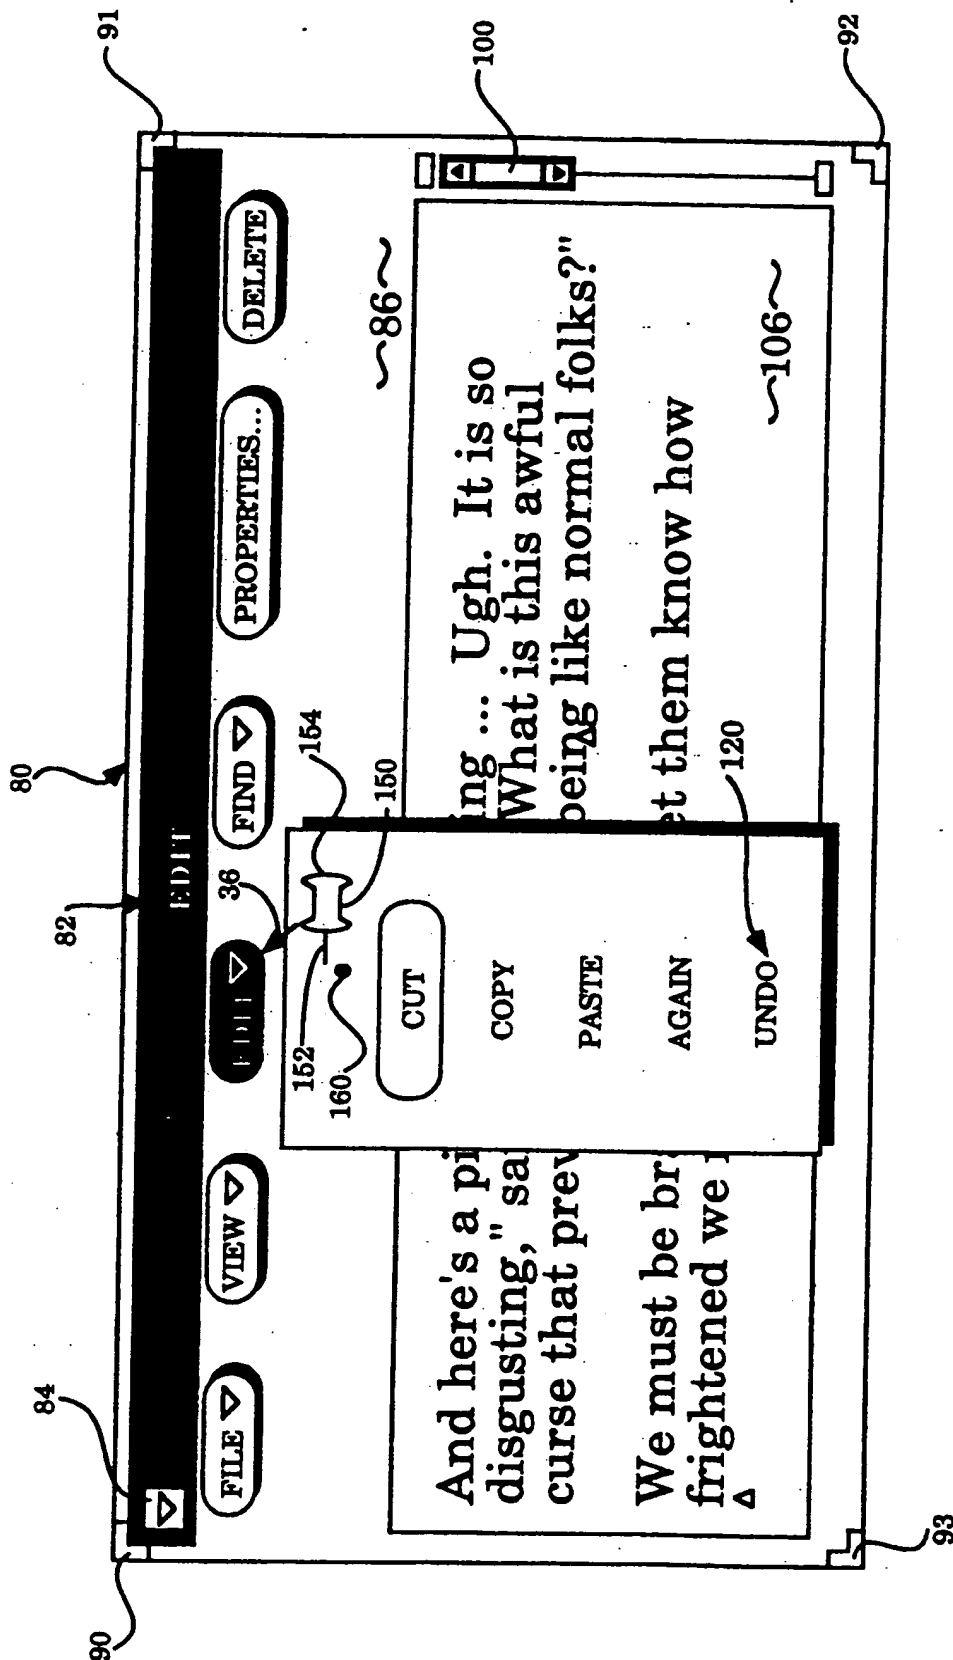 80
84
82
90
91
EDIT
FILE VIEW EDIT FIND PROPERTIES... DELETE
36
152
154
160
150
86
100
CUT
COPY
PASTE
AGAIN
UNDO
And here's a pi ing ... Ugh. It is so
disgusting," sa What is this awful
curse that prev being like normal folks?"
We must be bra et them know how
frightened we
120
106
93
92